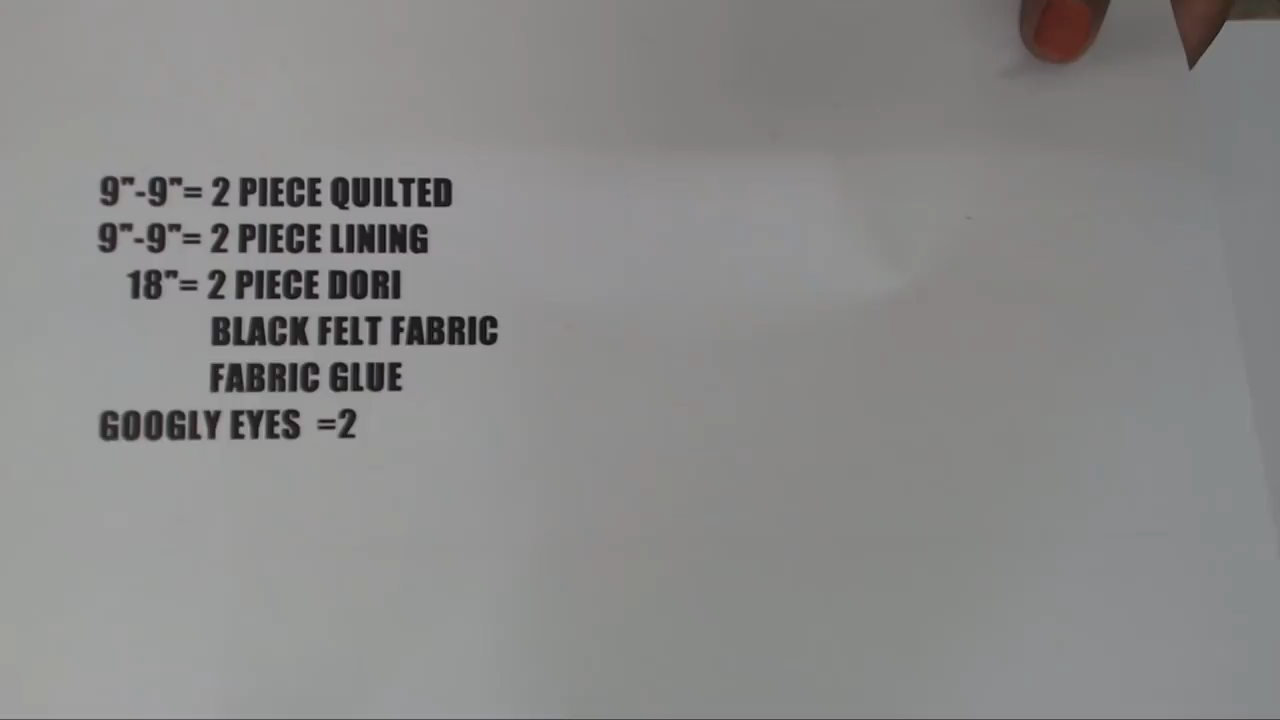 9"-9"= 2 PIECE QUILTED
9"-9"= 2 PIECE LINING
18"= 2 PIECE DORI
BLACK FELT FABRIC
FABRIC GLUE
GOOGLY EYES =2